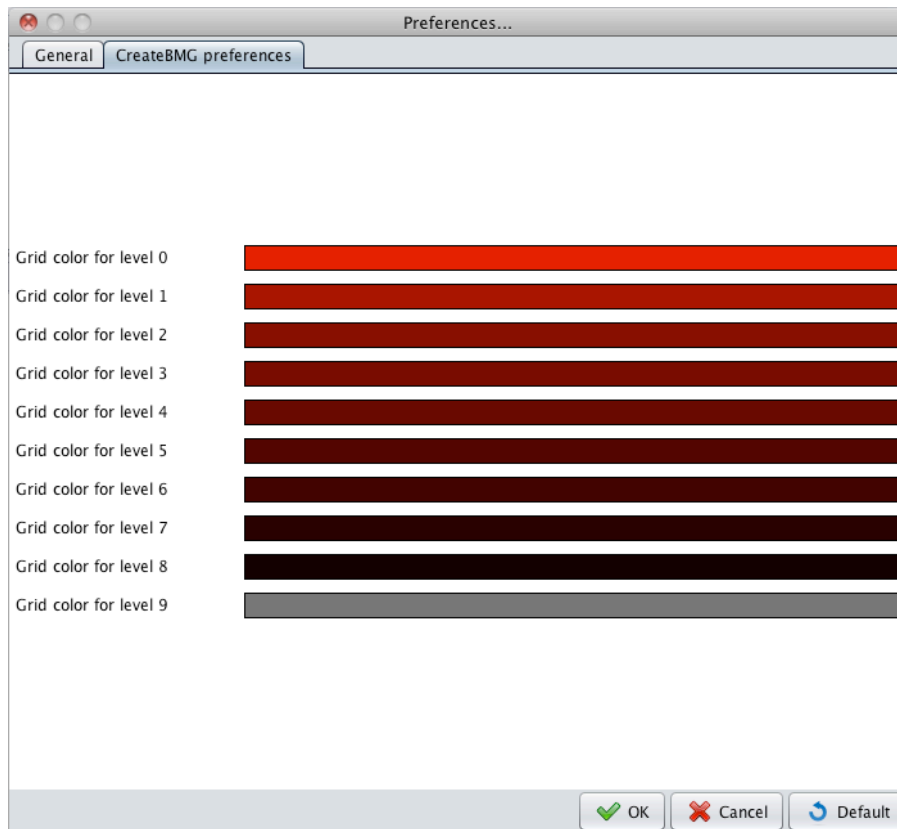 Preferences...
General CreateBMG preferences
Grid color for level 0
Grid color for level 1
Grid color for level 2
Grid color for level 3
Grid color for level 4
Grid color for level 5
Grid color for level 6
Grid color for level 7
Grid color for level 8
Grid color for level 9
OK Cancel Default